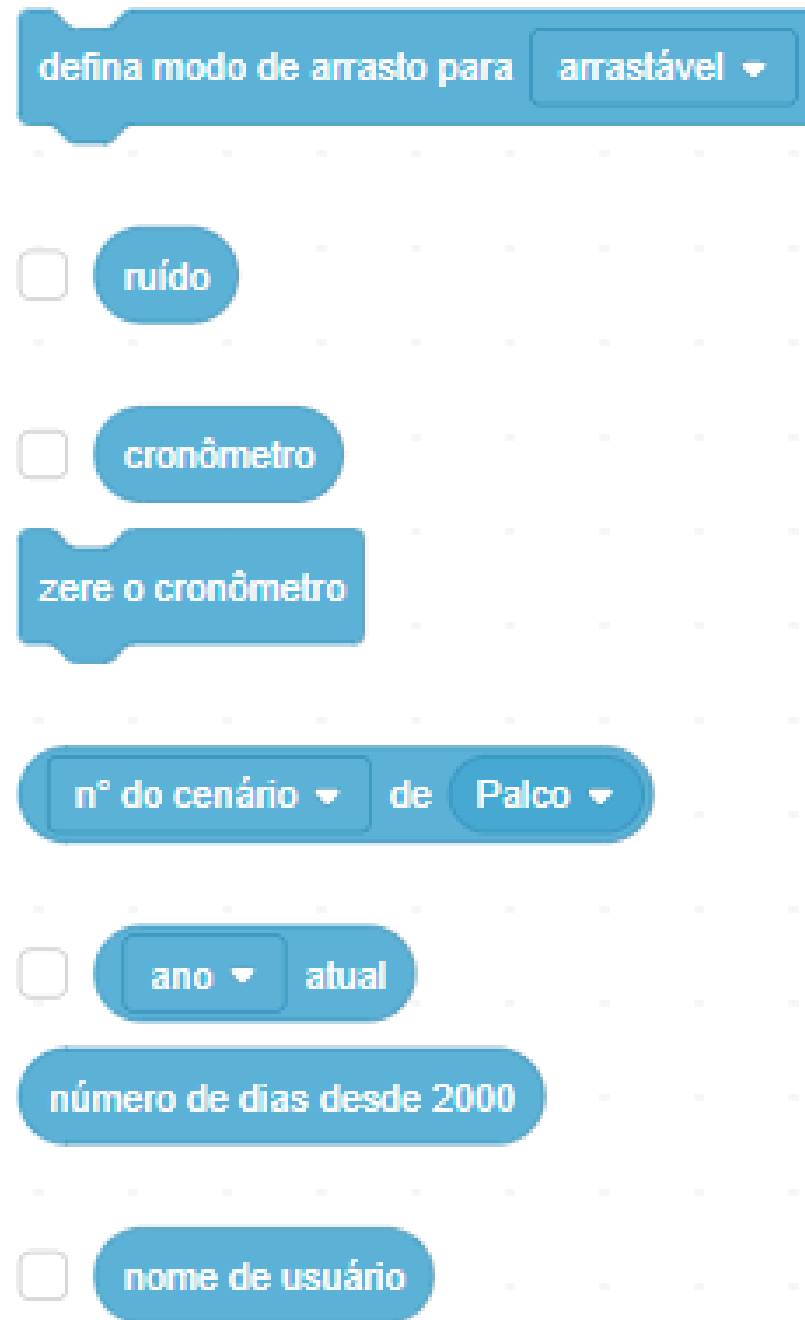 defina modo de arrasto para arrastável
ruído
cronômetro
zere o cronômetro
n° do cenário de Palco
ano atual
número de dias desde 2000
nome de usuário